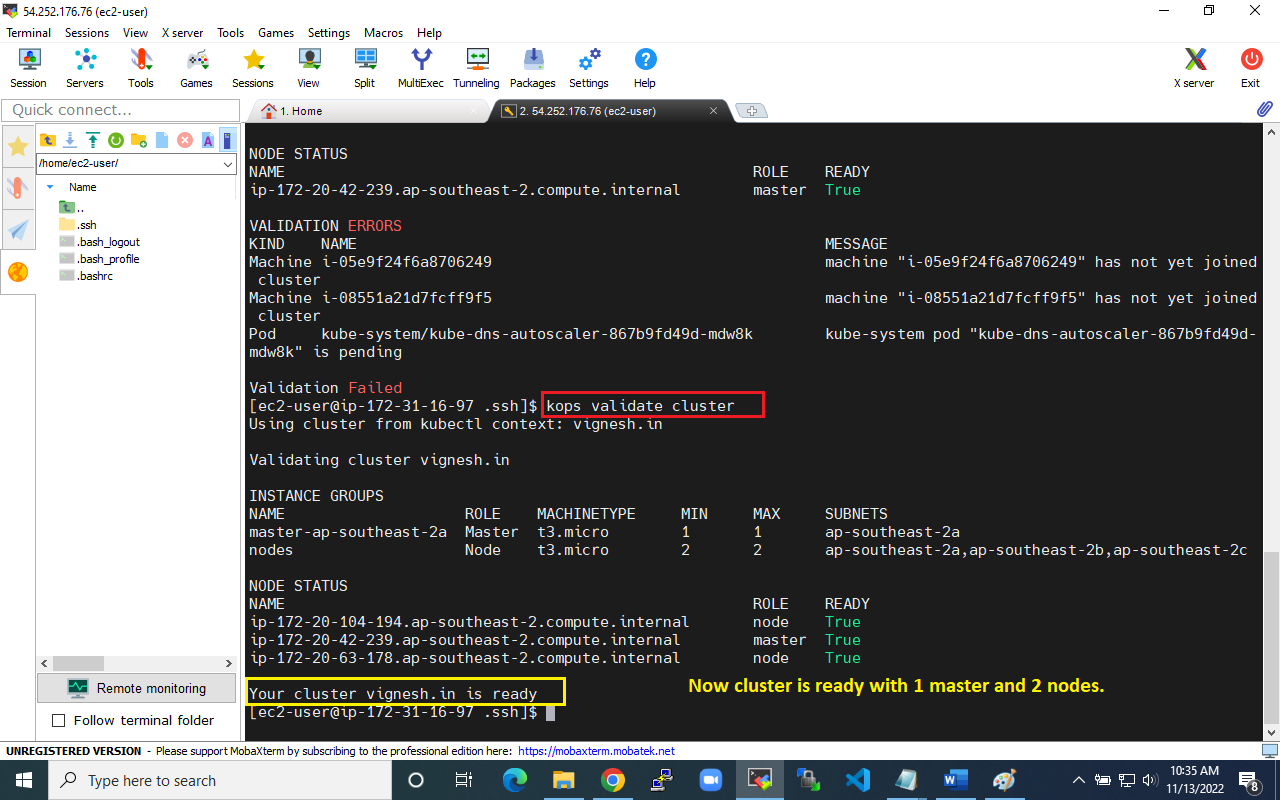 54.252.176.76 (ec2-user)
Terminal Sessions View X server Tools Games Settings Macros Help
Session Servers Tools Games Sessions View Split MultiExec Tunneling Packages Settings Help X server Exit
Quick connect...
1. Home
2. 54.252.176.76 (ec2-user)
/home/ec2-user/
Name
..
.ssh
.bash_logout
.bash_profile
.bashrc
Remote monitoring
Follow terminal folder
NODE STATUS
NAME ROLE READY
ip-172-20-42-239.ap-southeast-2.compute.internal master True
VALIDATION ERRORS
KIND NAME MESSAGE
Machine i-05e9f24f6a8706249 machine "i-05e9f24f6a8706249" has not yet joined
cluster
Machine i-08551a21d7fcff9f5 machine "i-08551a21d7fcff9f5" has not yet joined
cluster
Pod kube-system/kube-dns-autoscaler-867b9fd49d-mdw8k kube-system pod "kube-dns-autoscaler-867b9fd49d-
mdw8k" is pending
Validation Failed
[ec2-user@ip-172-31-16-97 .ssh]$ kops validate cluster
Using cluster from kubectl context: vignesh.in
Validating cluster vignesh.in
INSTANCE GROUPS
NAME ROLE MACHINETYPE MIN MAX SUBNETS
master-ap-southeast-2a Master t3.micro 1 1 ap-southeast-2a
nodes Node t3.micro 2 2 ap-southeast-2a,ap-southeast-2b,ap-southeast-2c
NODE STATUS
NAME ROLE READY
ip-172-20-104-194.ap-southeast-2.compute.internal node True
ip-172-20-42-239.ap-southeast-2.compute.internal master True
ip-172-20-63-178.ap-southeast-2.compute.internal node True
Your cluster vignesh.in is ready
Now cluster is ready with 1 master and 2 nodes.
[ec2-user@ip-172-31-16-97 .ssh]$
UNREGISTERED VERSION - Please support MobaXterm by subscribing to the professional edition here: https://mobaxterm.mobatek.net
Type here to search
10:35 AM
11/13/2022
8